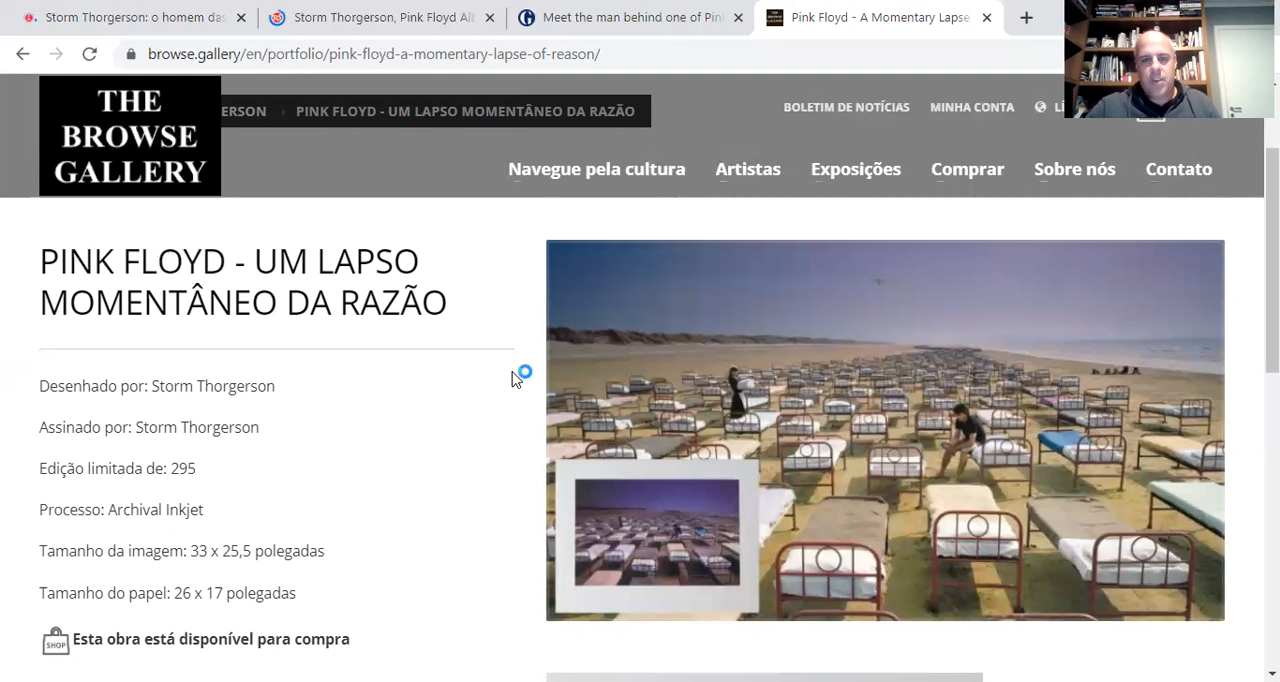 Storm Thorgerson: o homem das
Storm Thorgerson, Pink Floyd Alb
Meet the man behind one of Pin
Pink Floyd - A Momentary Lapse
browse.gallery/en/portfolio/pink-floyd-a-momentary-lapse-of-reason/
THE
BROWSE
GALLERY
ERSON > PINK FLOYD - UM LAPSO MOMENTÂNEO DA RAZÃO
BOLETIM DE NOTÍCIAS MINHA CONTA LÍ
Navegue pela cultura Artistas Exposições Comprar Sobre nós Contato
PINK FLOYD - UM LAPSO
MOMENTÂNEO DA RAZÃO
Desenhado por: Storm Thorgerson
Assinado por: Storm Thorgerson
Edição limitada de: 295
Processo: Archival Inkjet
Tamanho da imagem: 33 x 25,5 polegadas
Tamanho do papel: 26 x 17 polegadas
SHOP Esta obra está disponível para compra